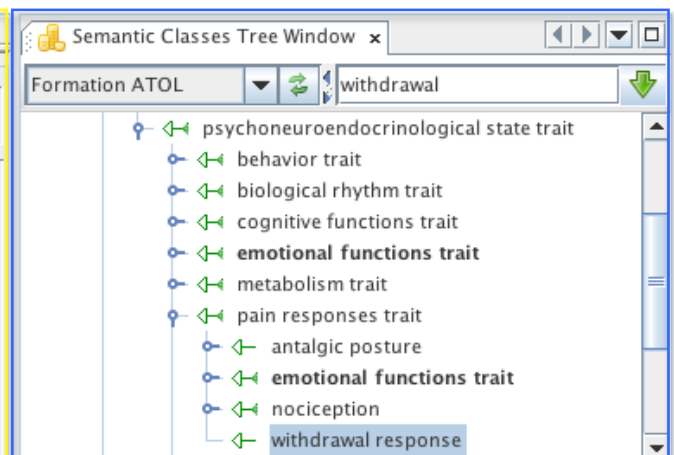 Semantic Classes Tree Window
Formation ATOL withdrawal
psychoneuroendocrinological state trait
behavior trait
biological rhythm trait
cognitive functions trait
emotional functions trait
metabolism trait
pain responses trait
antalgic posture
emotional functions trait
nociception
withdrawal response